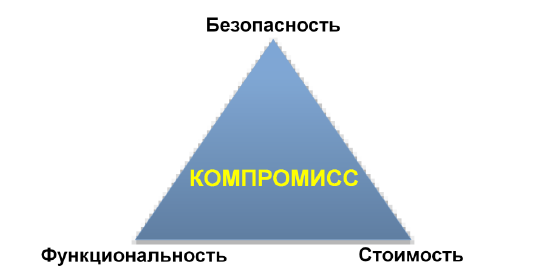 Безопасность
КОМПРОМИСС
Функциональность
Стоимость